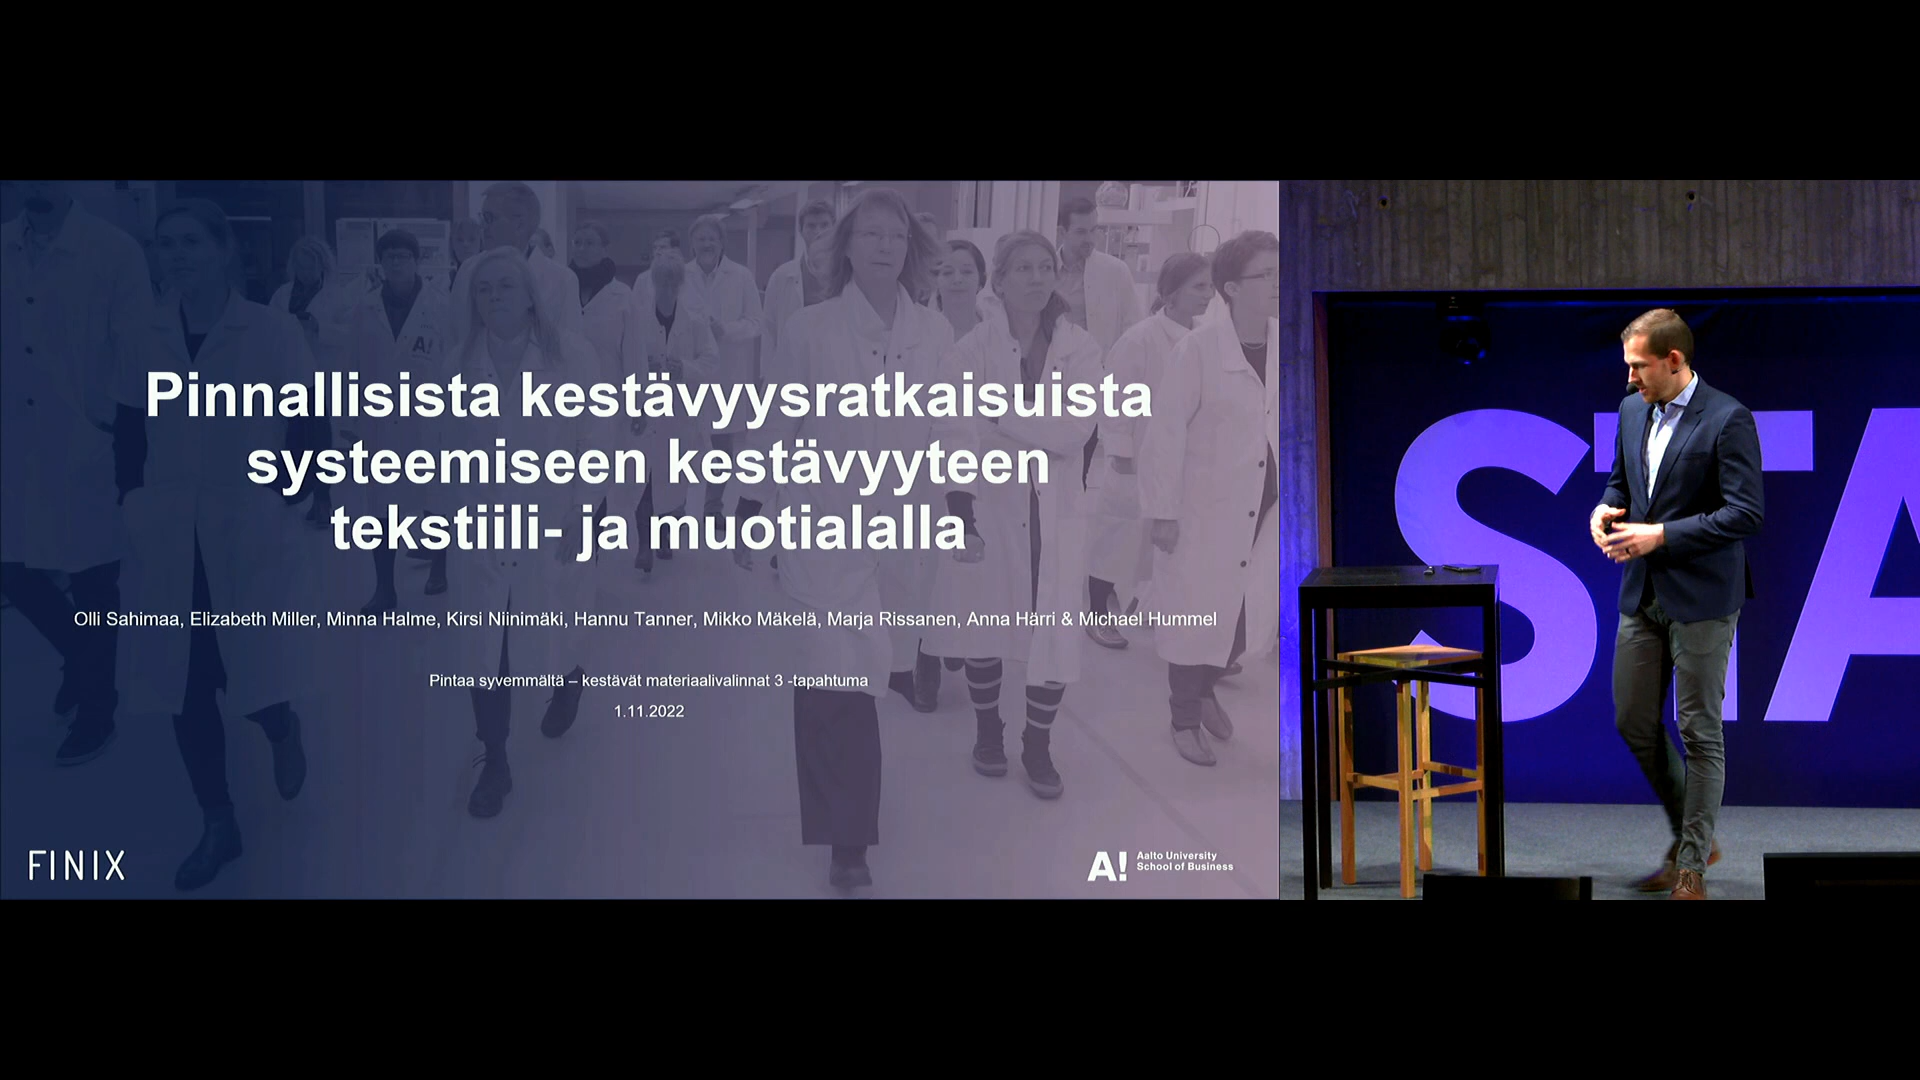 Pinnallisista kestävyysratkaisuista
systeemiseen kestävyyteen
tekstiili- ja muotialalla
Olli Sahimaa, Elizabeth Miller, Minna Halme, Kirsi Niinimäki, Hannu Tanner, Mikko Mäkelä, Marja Rissanen, Anna Härri & Michael Hummel
Pintaa syvemmältä – kestävät materiaalivalinnat 3 -tapahtuma
1.11.2022
FINIX
A!
Aalto University
School of Business
A!
STA